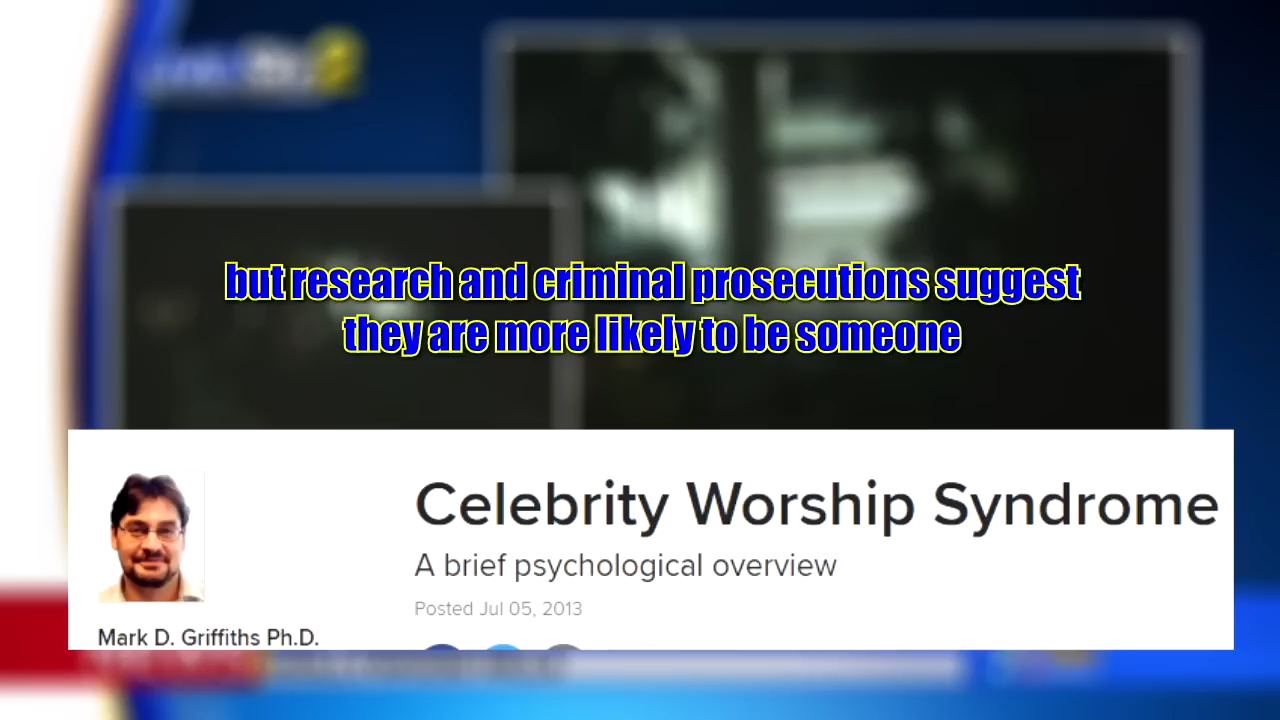 but research and criminal prosecutions suggest
they are more likely to be someone
Celebrity Worship Syndrome
A brief psychological overview
Posted Jul 05, 2013
Mark D. Griffiths Ph.D.